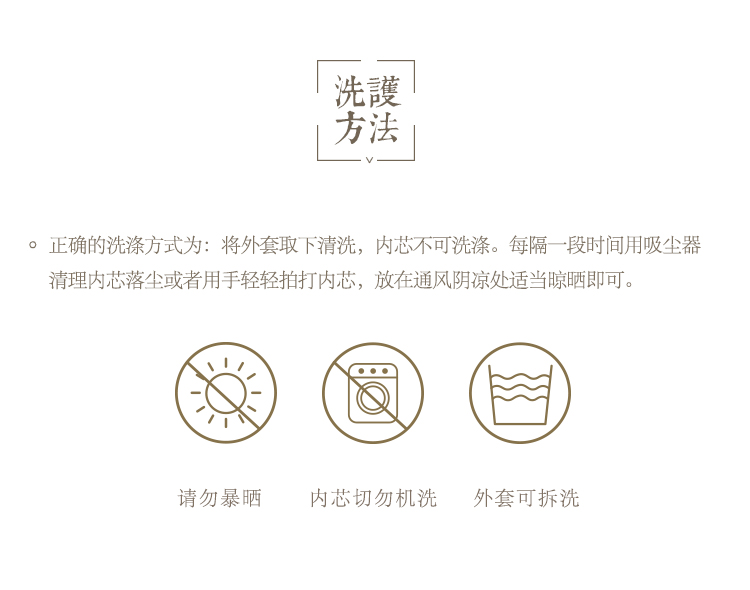 洗護
方法
正确的洗涤方式为：将外套取下清洗，内芯不可洗涤。每隔一段时间用吸尘器
清理内芯落尘或者用手轻轻拍打内芯，放在通风阴凉处适当晾晒即可。
请勿暴晒 内芯切勿机洗 外套可拆洗